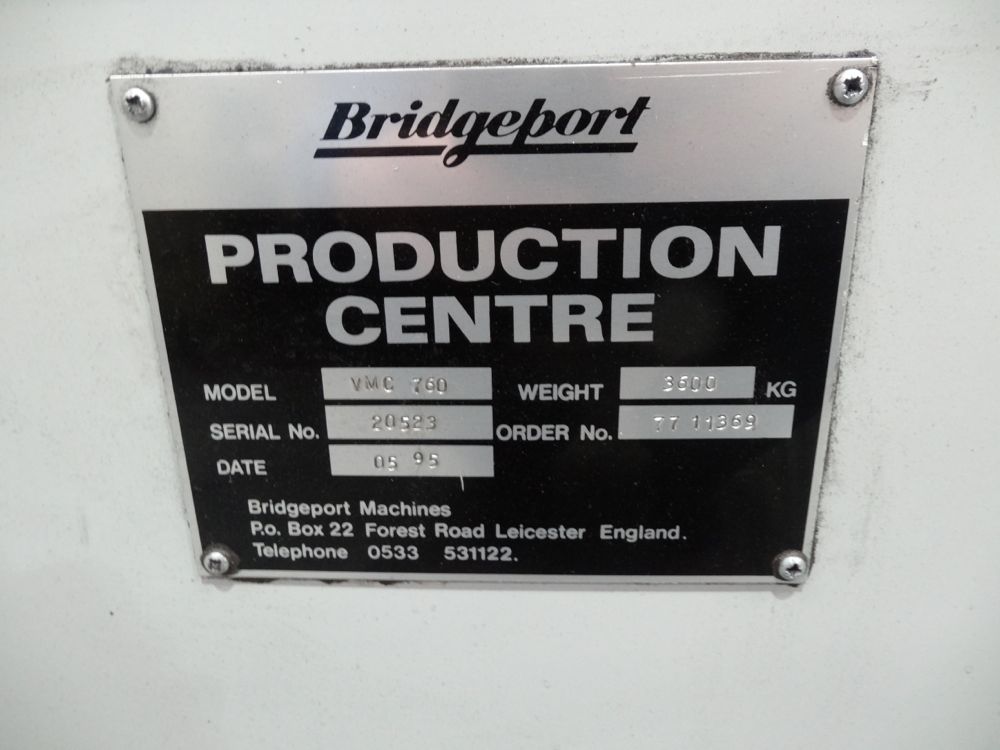 Bridgeport
PRODUCTION
CENTRE
MODEL VMC 760 WEIGHT 3600 KG
SERIAL No. 20523 ORDER No. 77 11369
DATE 05 95
Bridgeport Machines
P.o. Box 22 Forest Road Leicester England.
Telephone 0533 531122.